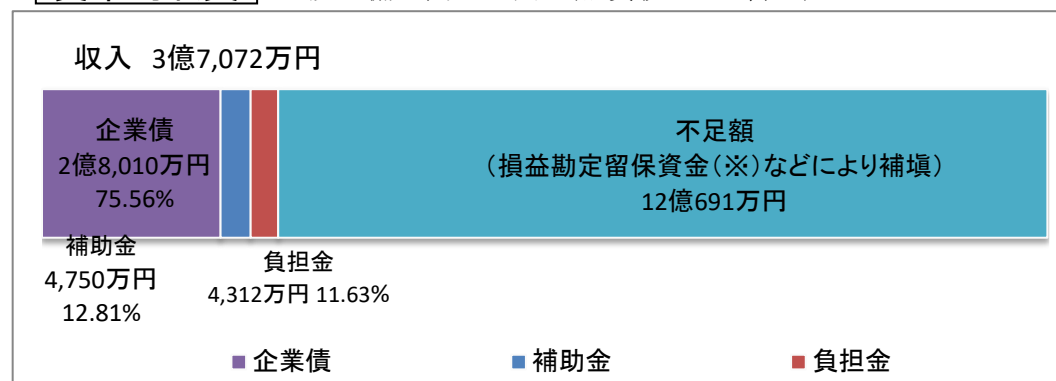 収入 3億7,072万円
企業債
2億8,010万円
75.56%
不足額
(損益勘定留保資金(※)などにより補塡)
12億691万円
補助金
4,750万円
12.81%
負担金
4,312万円 11.63%
企業債
補助金
負担金